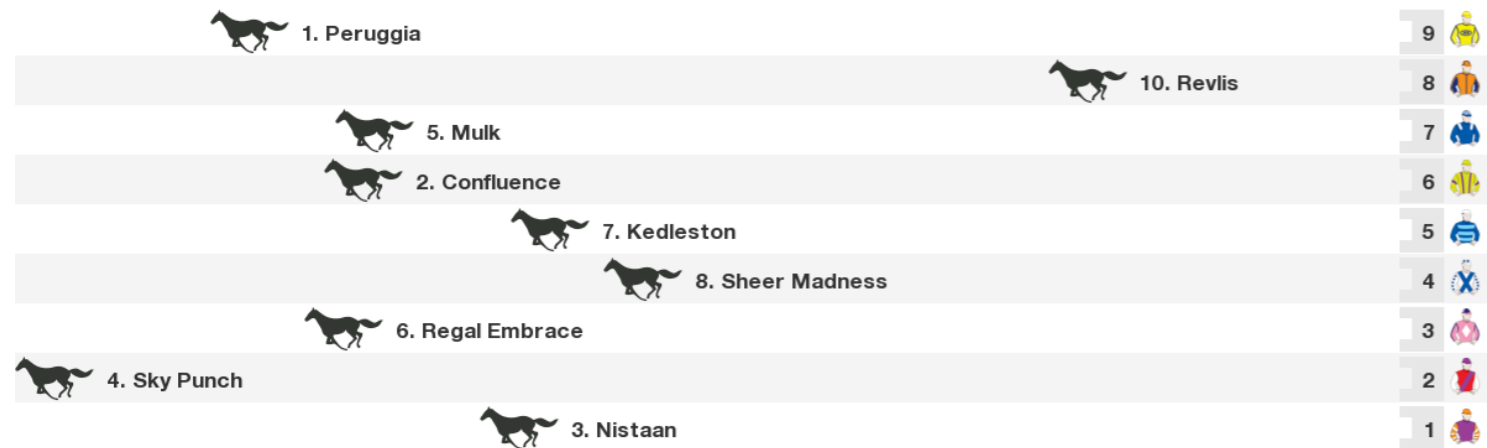 1. Peruggia 9
10. Revlis 8
5. Mulk 7
2. Confluence 6
7. Kedleston 5
8. Sheer Madness 4
6. Regal Embrace 3
4. Sky Punch 2
3. Nistaan 1